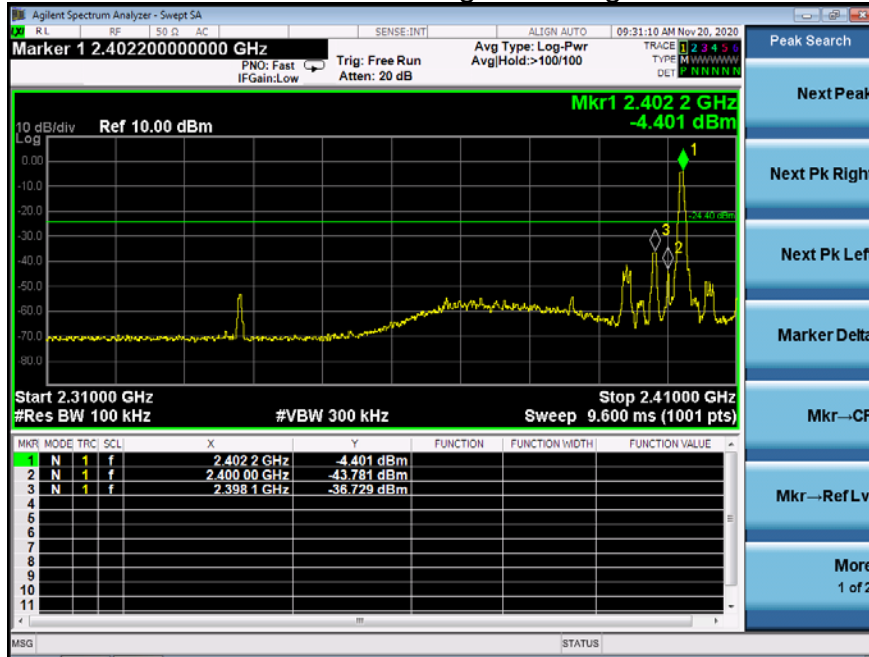 Agilent Spectrum Analyzer - Swept SA
RL RF 50 Ω AC SENSE:INT ALIGN AUTO 09:31:10 AM Nov 20, 2020
Marker 1 2.402200000000 GHz
PNO: Fast
IFGain:Low
Trig: Free Run
Atten: 20 dB
Avg Type: Log-Pwr
Avg|Hold:>100/100
TRACE 1 2 3 4 5 6
TYPE M WWWWW
DET P N N N N N
Peak Search
Mkr1 2.402 2 GHz
-4.401 dBm
10 dB/div Ref 10.00 dBm
Log
0.00
-10.0
-20.0
-30.0
-40.0
-50.0
-60.0
-70.0
-80.0
1
-24.40 dBm
3
2
Start 2.31000 GHz Stop 2.41000 GHz
#Res BW 100 kHz #VBW 300 kHz Sweep 9.600 ms (1001 pts)
MKR MODE TRC SCL X Y FUNCTION FUNCTION WIDTH FUNCTION VALUE
1 N 1 f 2.402 2 GHz -4.401 dBm
2 N 1 f 2.400 00 GHz -43.781 dBm
3 N 1 f 2.398 1 GHz -36.729 dBm
4
5
6
7
8
9
10
11
MSG STATUS
Next Peak
Next Pk Right
Next Pk Left
Marker Delta
Mkr→CF
Mkr→Ref Lv
More
1 of 2